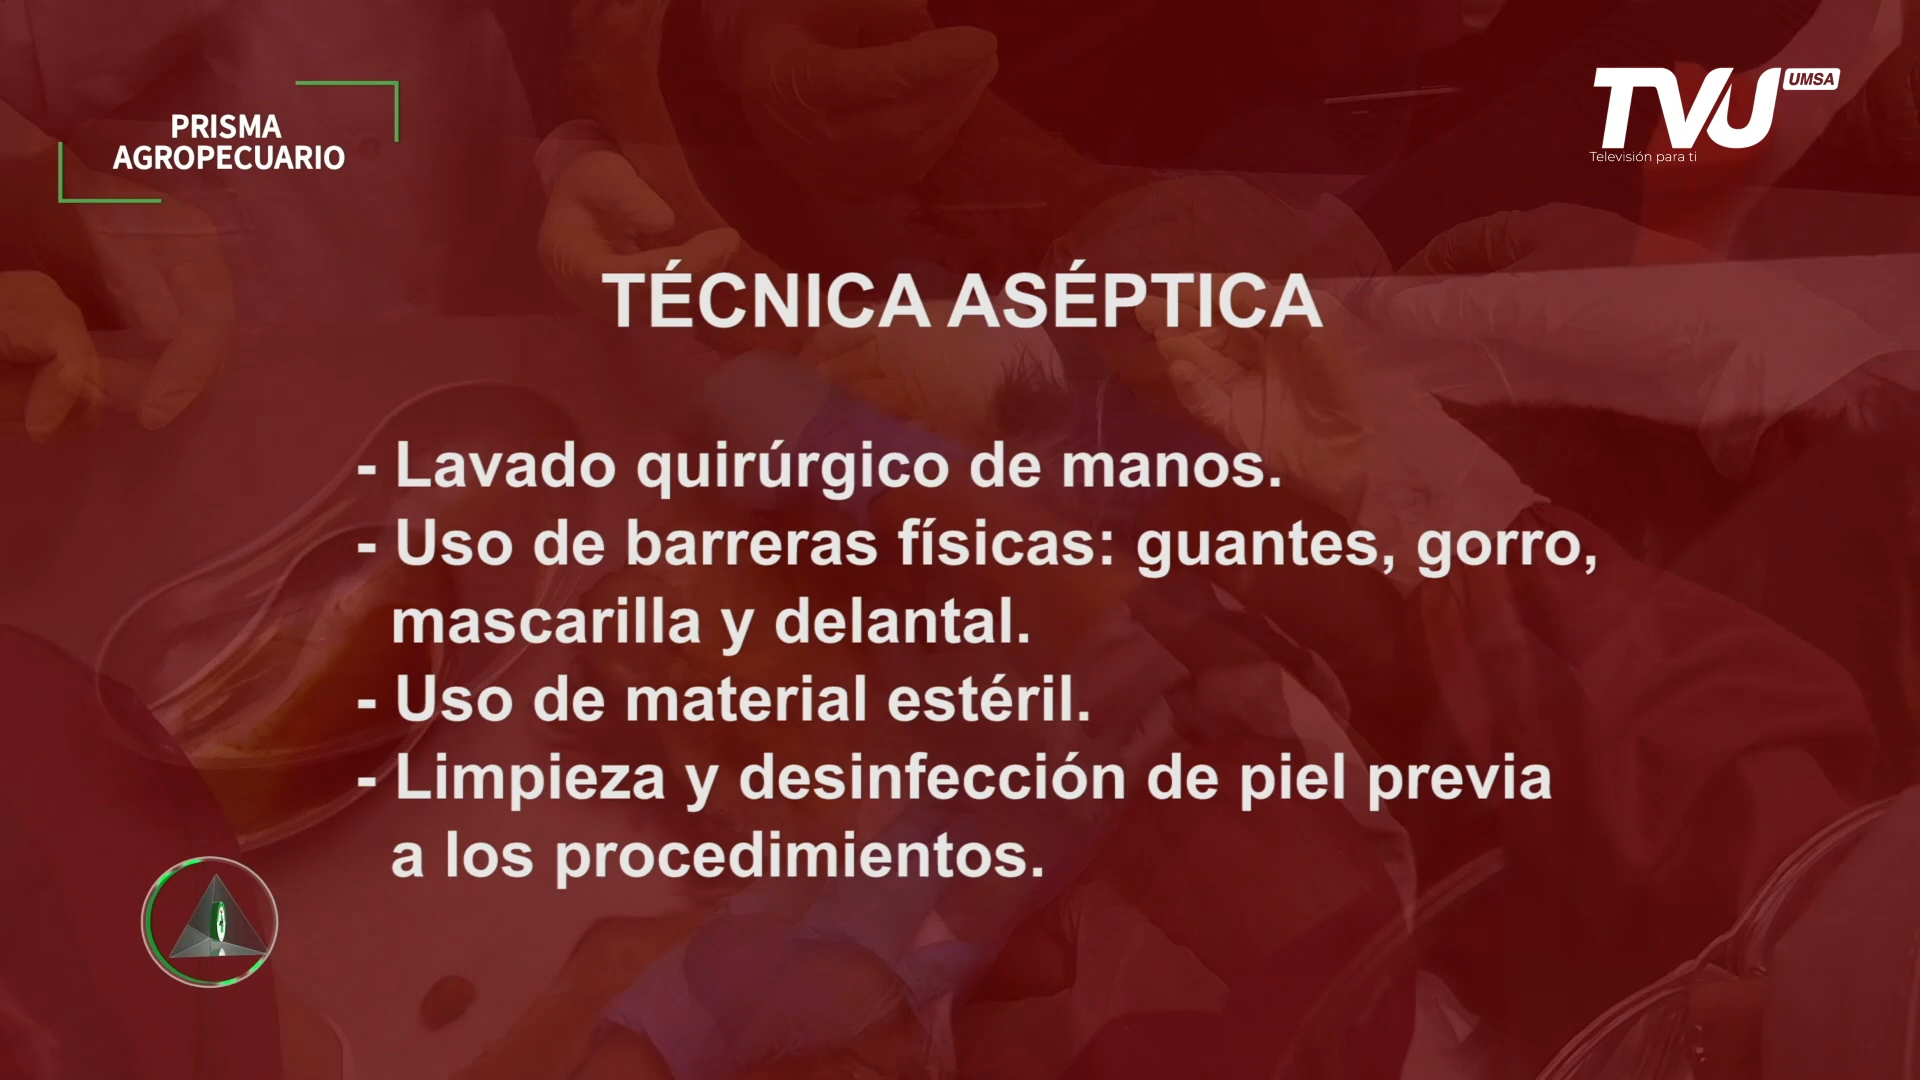 PRISMA
AGROPECUARIO
TVU UMSA
Televisión para ti
TÉCNICA ASÉPTICA
- Lavado quirúrgico de manos.
- Uso de barreras físicas: guantes, gorro,
mascarilla y delantal.
- Uso de material estéril.
- Limpieza y desinfección de piel previa
a los procedimientos.